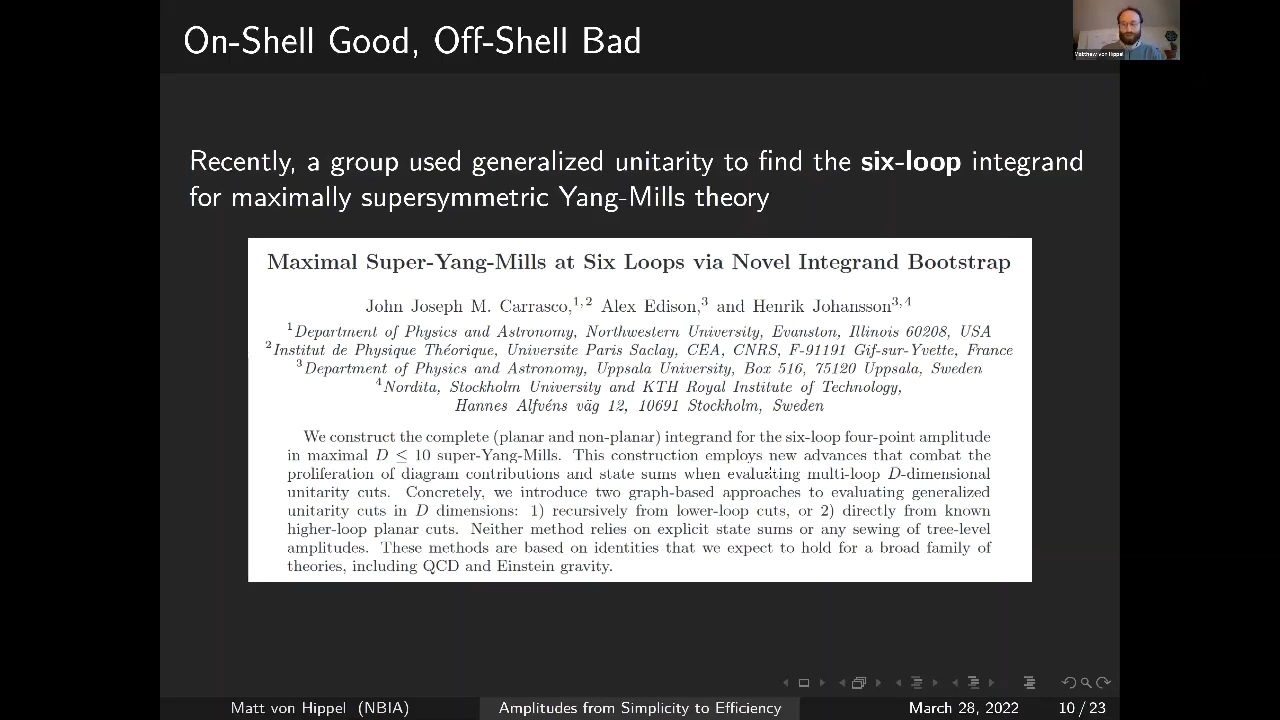 On-Shell Good, Off-Shell Bad
Matthew von Hippel
Recently, a group used generalized unitarity to find the six-loop integrand
for maximally supersymmetric Yang-Mills theory
Maximal Super-Yang-Mills at Six Loops via Novel Integrand Bootstrap
John Joseph M. Carrasco,1,2 Alex Edison,3 and Henrik Johansson3,4
1Department of Physics and Astronomy, Northwestern University, Evanston, Illinois 60208, USA
2Institut de Physique Théorique, Universite Paris Saclay, CEA, CNRS, F-91191 Gif-sur-Yvette, France
3Department of Physics and Astronomy, Uppsala University, Box 516, 75120 Uppsala, Sweden
4Nordita, Stockholm University and KTH Royal Institute of Technology,
Hannes Alfvéns väg 12, 10691 Stockholm, Sweden
We construct the complete (planar and non-planar) integrand for the six-loop four-point amplitude
in maximal D ≤ 10 super-Yang-Mills. This construction employs new advances that combat the
proliferation of diagram contributions and state sums when evaluating multi-loop D-dimensional
unitarity cuts. Concretely, we introduce two graph-based approaches to evaluating generalized
unitarity cuts in D dimensions: 1) recursively from lower-loop cuts, or 2) directly from known
higher-loop planar cuts. Neither method relies on explicit state sums or any sewing of tree-level
amplitudes. These methods are based on identities that we expect to hold for a broad family of
theories, including QCD and Einstein gravity.
Matt von Hippel (NBIA) Amplitudes from Simplicity to Efficiency March 28, 2022 10 / 23